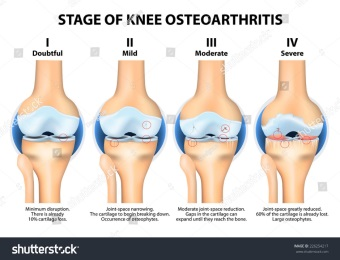 STAGE OF KNEE OSTEOARTHRITIS
I
Doubtful
II
Mild
III
Moderate
IV
Severe
Minimum disruption.
There is already
10% cartilage loss.
Joint space narrowing.
The cartilage to begin breaking down.
Occurrence of osteophytes.
Moderate joint space reduction.
Gaps in the cartilage can
expand until they reach the bone.
Joint space greatly reduced.
60% of the cartilage is already lost.
Large osteophytes.
shutterstock